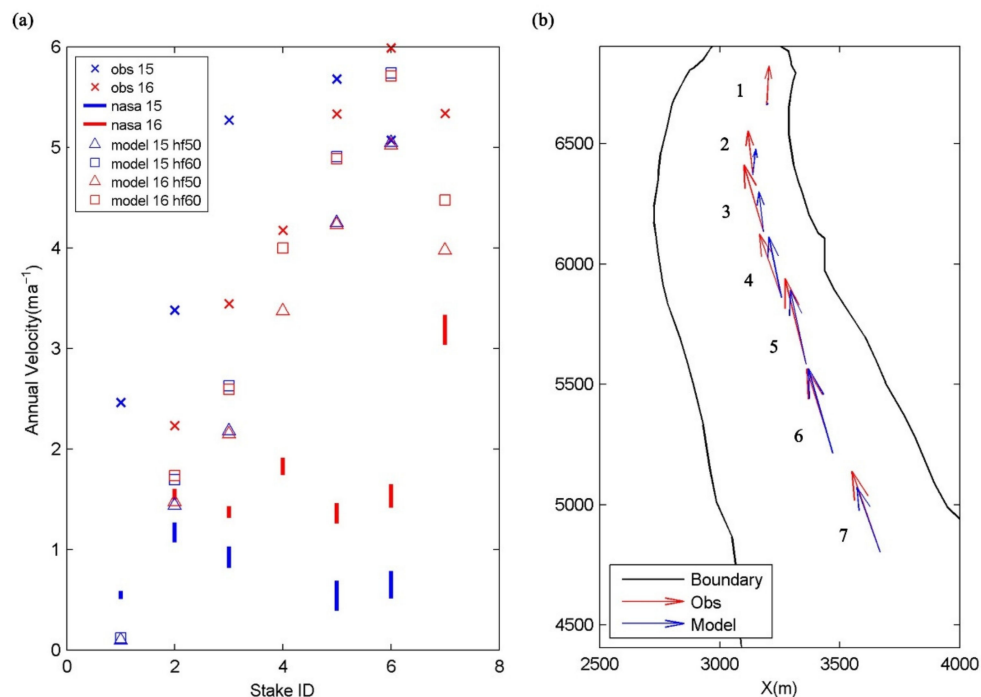 (a)
(b)
Annual Velocity(ma⁻¹)
6
5
4
3
2
1
0
obs 15
obs 16
nasa 15
nasa 16
model 15 hf50
model 15 hf60
model 16 hf50
model 16 hf60
0 2 4 6 8
Stake ID
6500
6000
5500
5000
4500
1
2
3
4
5
6
7
Boundary
Obs
Model
2500 3000 3500 4000
X(m)